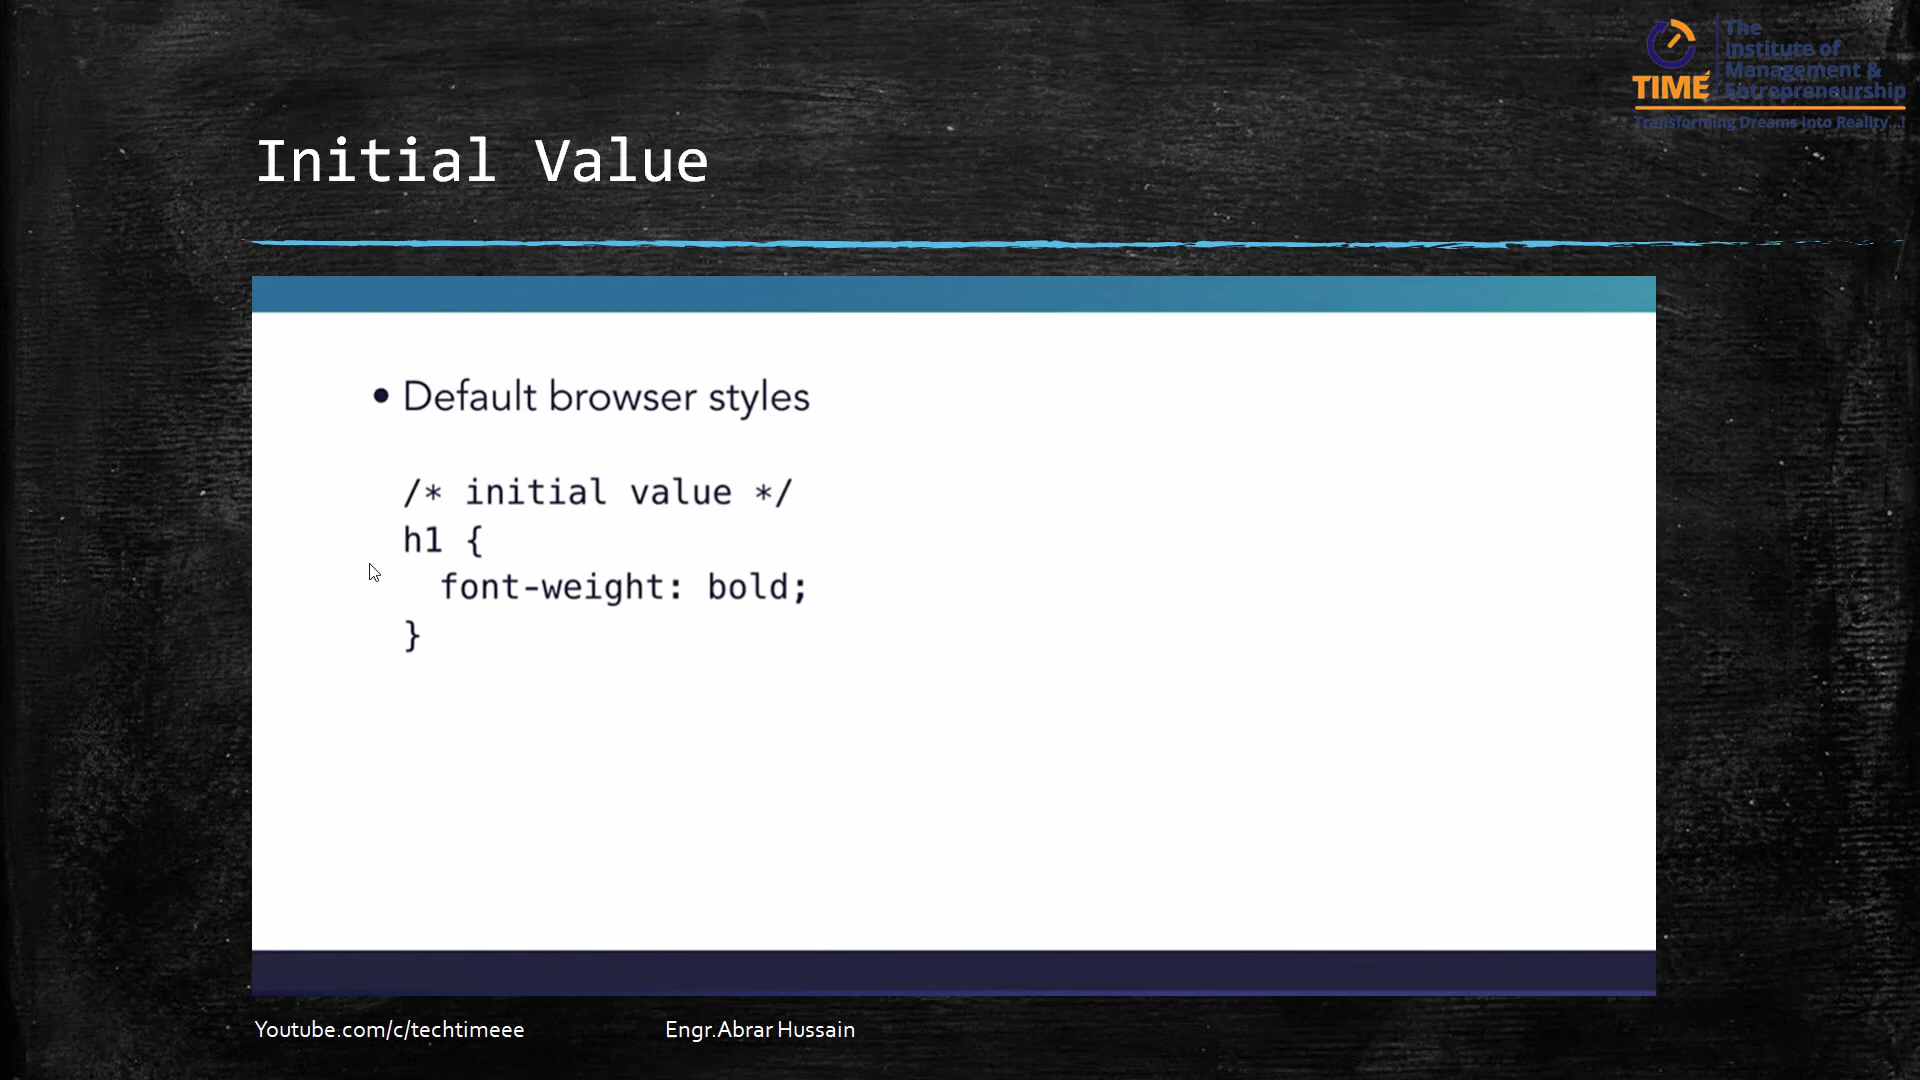 The
Institute of
Management &
Entrepreneurship
TIME
Transforming Dreams Into Reality...!
Initial Value
• Default browser styles
/* initial value */
h1 {
font-weight: bold;
}
Youtube.com/c/techtimeee
Engr.Abrar Hussain